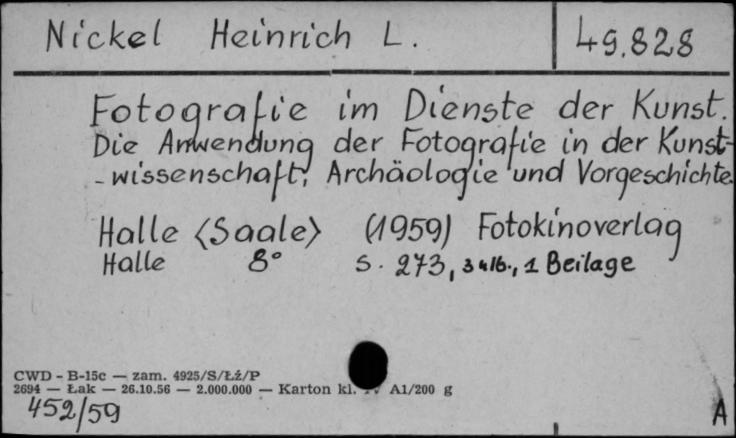 Nickel Heinrich L. 49.828
Fotografie im Dienste der Kunst.
Die Anwendung der Fotografie in der Kunst-
-wissenschaft, Archäologie und Vorgeschichte.
Halle <Saale> (1959) Fotokinoverlag
Halle 8° S. 273, 1 Beilage
CWD - B-15c — zam. 4925/S/Łź/P
2694 — Łak — 26.10.56 — 2.000.000 — Karton kl. A1/200 g
452/59 A